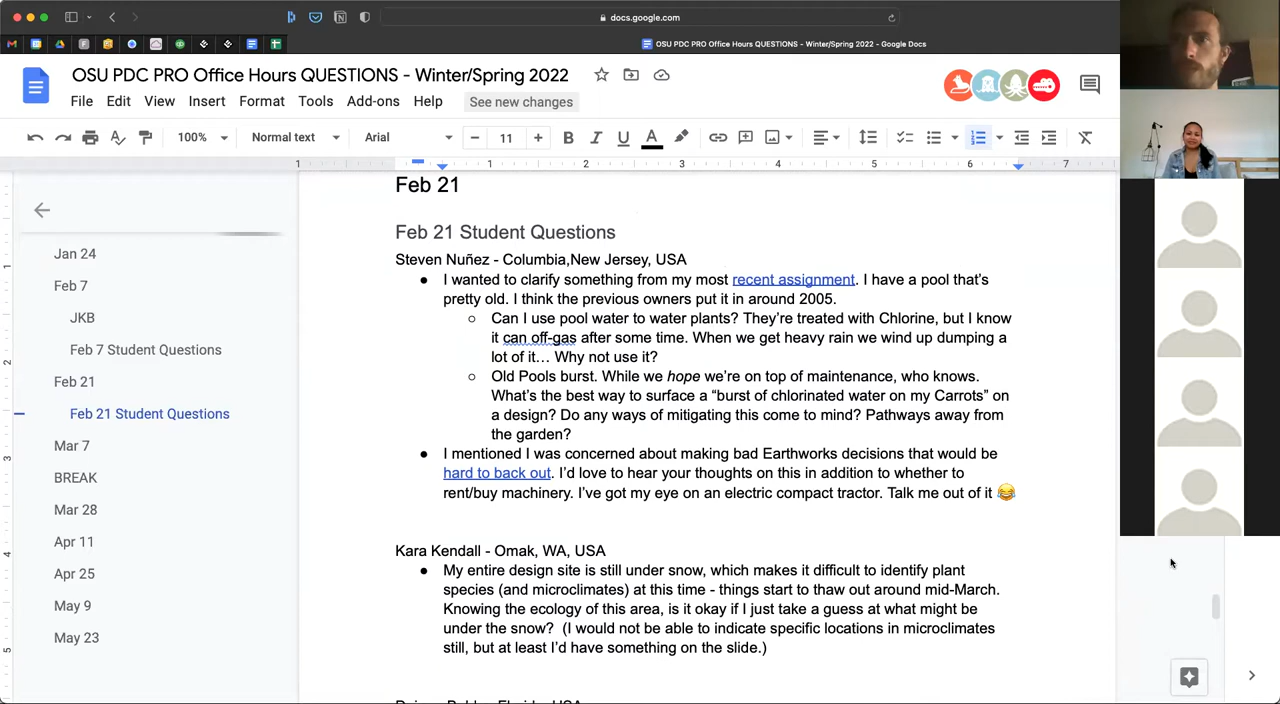 docs.google.com
OSU PDC PRO Office Hours QUESTIONS - Winter/Spring 2022 - Google Docs
OSU PDC PRO Office Hours QUESTIONS - Winter/Spring 2022
File Edit View Insert Format Tools Add-ons Help See new changes
100% Normal text Arial 11
1 1 2 3 4 5 6 7
Jan 24
Feb 7
JKB
Feb 7 Student Questions
Feb 21
Feb 21 Student Questions
Mar 7
BREAK
Mar 28
Apr 11
Apr 25
May 9
May 23
Feb 21
Feb 21 Student Questions
Steven Nuñez - Columbia,New Jersey, USA
I wanted to clarify something from my most recent assignment. I have a pool that's
pretty old. I think the previous owners put it in around 2005.
Can I use pool water to water plants? They're treated with Chlorine, but I know
it can off-gas after some time. When we get heavy rain we wind up dumping a
lot of it… Why not use it?
Old Pools burst. While we hope we're on top of maintenance, who knows.
What's the best way to surface a “burst of chlorinated water on my Carrots” on
a design? Do any ways of mitigating this come to mind? Pathways away from
the garden?
I mentioned I was concerned about making bad Earthworks decisions that would be
hard to back out. I'd love to hear your thoughts on this in addition to whether to
rent/buy machinery. I've got my eye on an electric compact tractor. Talk me out of it 😂
Kara Kendall - Omak, WA, USA
My entire design site is still under snow, which makes it difficult to identify plant
species (and microclimates) at this time - things start to thaw out around mid-March.
Knowing the ecology of this area, is it okay if I just take a guess at what might be
under the snow? (I would not be able to indicate specific locations in microclimates
still, but at least I'd have something on the slide.)